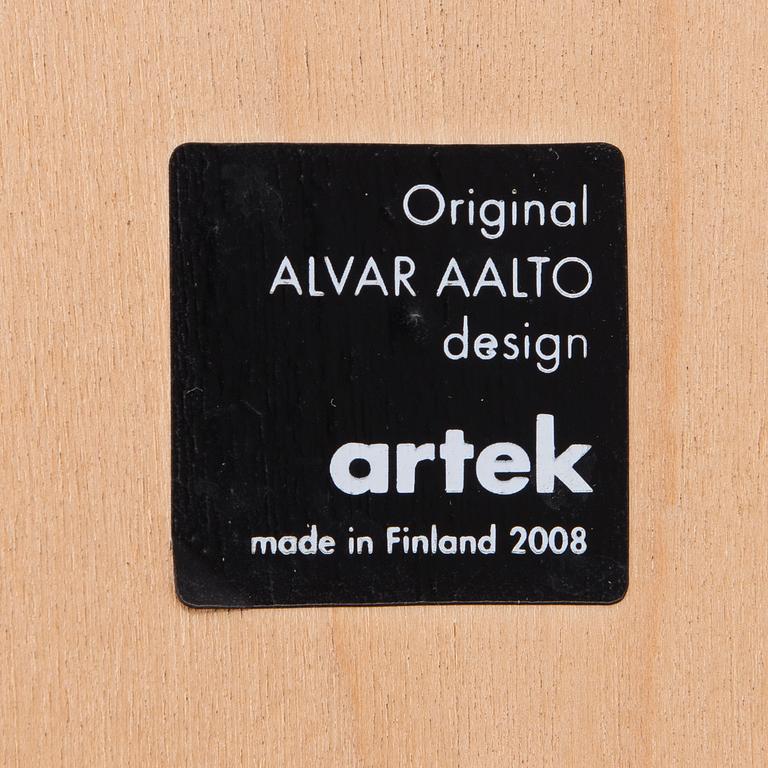 Original
ALVAR AALTO
design
artek
made in Finland 2008